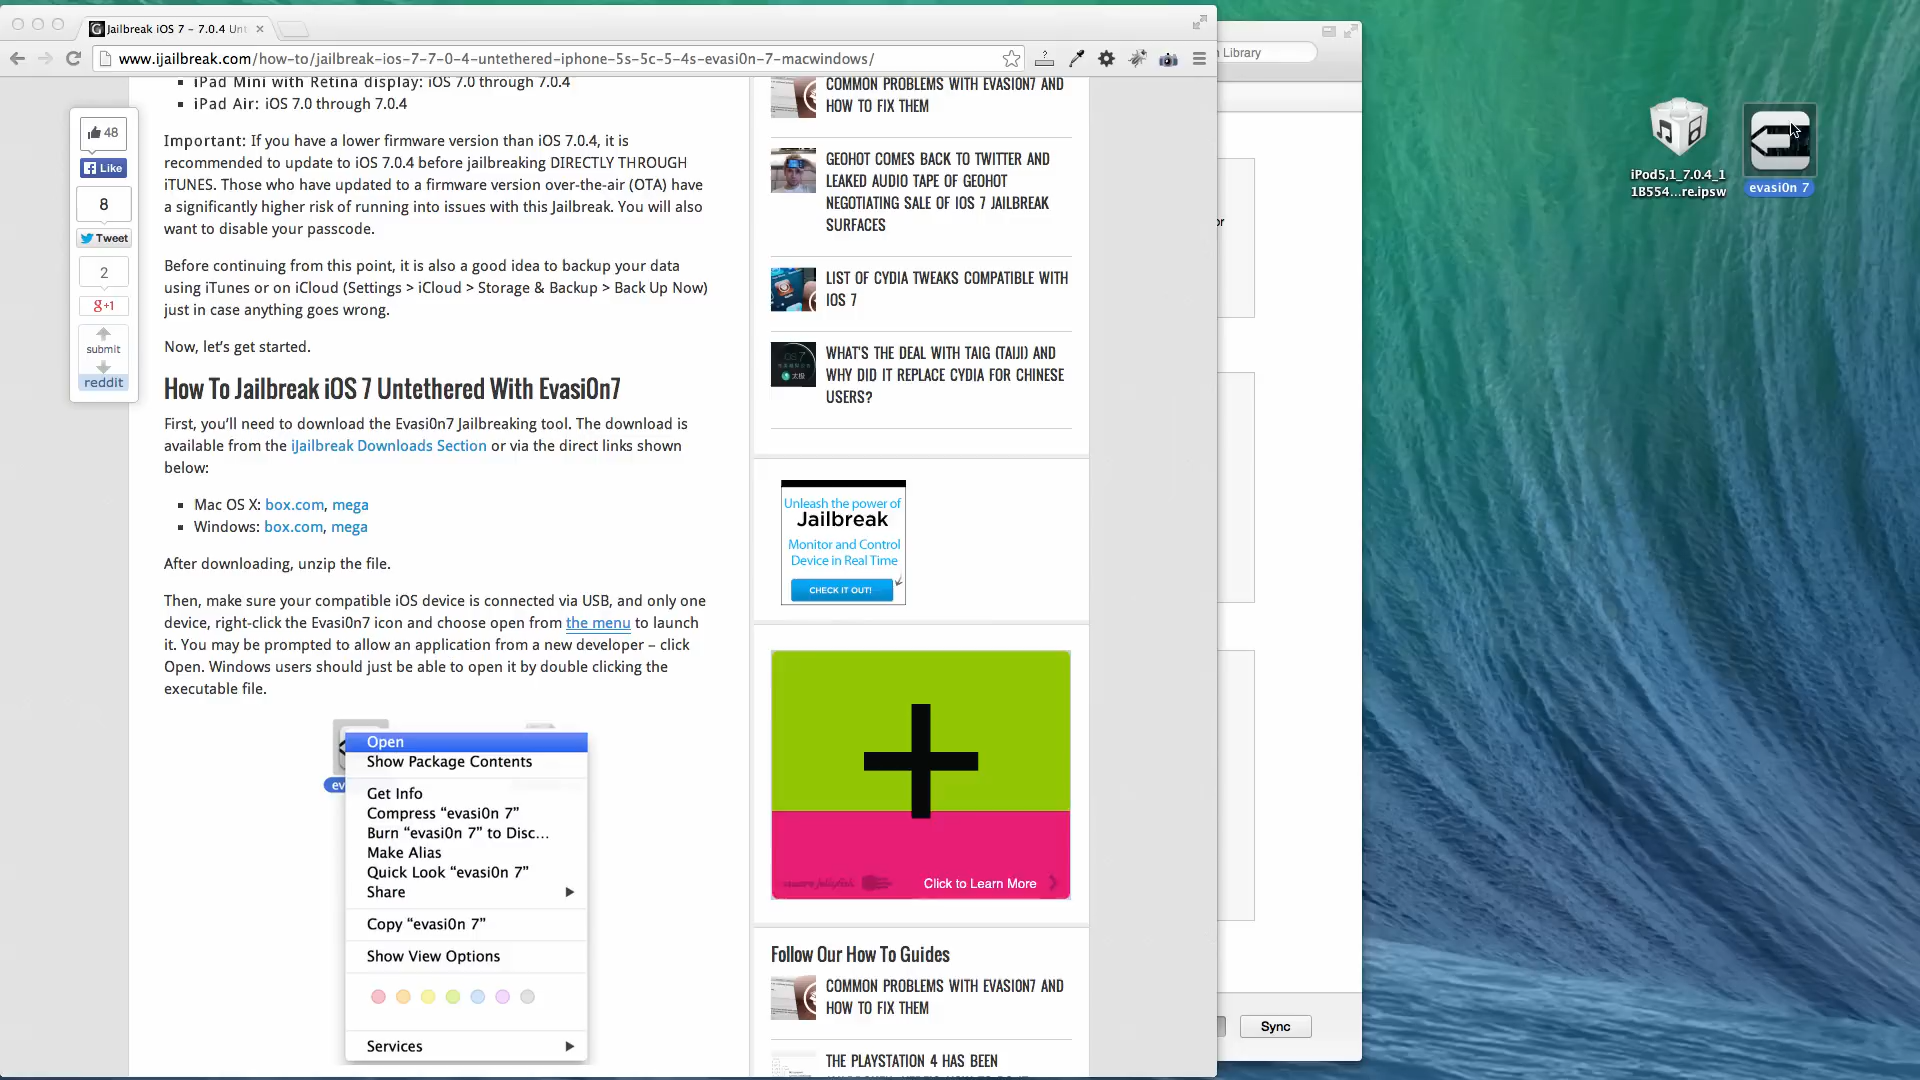 Jailbreak iOS 7 – 7.0.4 Unt
www.ijailbreak.com/how-to/jailbreak-ios-7-7-0-4-untethered-iphone-5s-5c-5-4s-evasi0n-7-macwindows/
Library
iPad Mini with Retina display: iOS 7.0 through 7.0.4
iPad Air: iOS 7.0 through 7.0.4
Important: If you have a lower firmware version than iOS 7.0.4, it is
recommended to update to iOS 7.0.4 before jailbreaking DIRECTLY THROUGH
iTUNES. Those who have updated to a firmware version over-the-air (OTA) have
a significantly higher risk of running into issues with this Jailbreak. You will also
want to disable your passcode.
Before continuing from this point, it is also a good idea to backup your data
using iTunes or on iCloud (Settings > iCloud > Storage & Backup > Back Up Now)
just in case anything goes wrong.
Now, let's get started.
How To Jailbreak iOS 7 Untethered With Evasi0n7
First, you'll need to download the Evasi0n7 Jailbreaking tool. The download is
available from the iJailbreak Downloads Section or via the direct links shown
below:
Mac OS X: box.com, mega
Windows: box.com, mega
After downloading, unzip the file.
Then, make sure your compatible iOS device is connected via USB, and only one
device, right-click the Evasi0n7 icon and choose open from the menu to launch
it. You may be prompted to allow an application from a new developer – click
Open. Windows users should just be able to open it by double clicking the
executable file.
48
Like
8
Tweet
2
g+1
submit
reddit
ev
Open
Show Package Contents
Get Info
Compress “evasi0n 7”
Burn “evasi0n 7” to Disc...
Make Alias
Quick Look “evasi0n 7”
Share
Copy “evasi0n 7”
Show View Options
Services
COMMON PROBLEMS WITH EVASION7 AND
HOW TO FIX THEM
GEOHOT COMES BACK TO TWITTER AND
LEAKED AUDIO TAPE OF GEOHOT
NEGOTIATING SALE OF IOS 7 JAILBREAK
SURFACES
LIST OF CYDIA TWEAKS COMPATIBLE WITH
IOS 7
WHAT'S THE DEAL WITH TAIG (TAIJI) AND
WHY DID IT REPLACE CYDIA FOR CHINESE
USERS?
Unleash the power of
Jailbreak
Monitor and Control
Device in Real Time
CHECK IT OUT!
Click to Learn More
Follow Our How To Guides
COMMON PROBLEMS WITH EVASION7 AND
HOW TO FIX THEM
THE PLAYSTATION 4 HAS BEEN
or
Sync
iPod5,1_7.0.4_1
1B554...re.ipsw
evasi0n 7